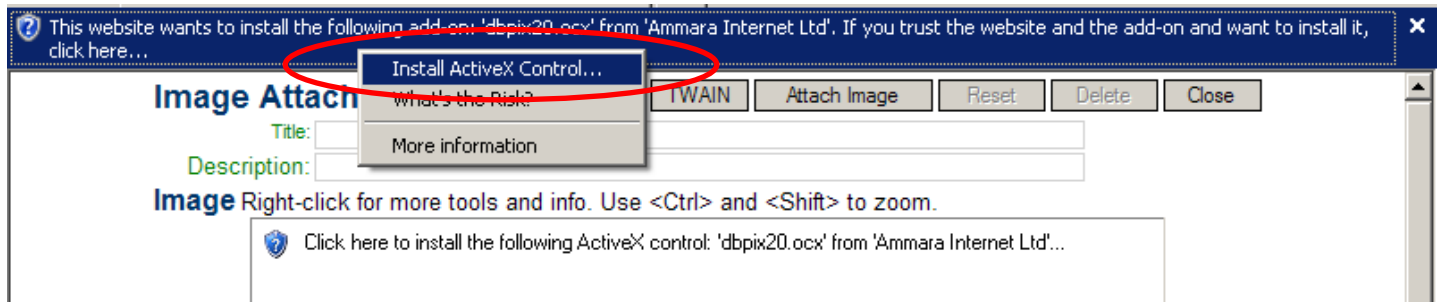 This website wants to install the following add-on: 'dbpix20.ocx' from 'Ammara Internet Ltd'. If you trust the website and the add-on and want to install it,
click here...
Install ActiveX Control...
What's the Risk?
More information
Image Attach
TWAIN Attach Image Reset Delete Close
Title:
Description:
Image Right-click for more tools and info. Use <Ctrl> and <Shift> to zoom.
Click here to install the following ActiveX control: 'dbpix20.ocx' from 'Ammara Internet Ltd'...